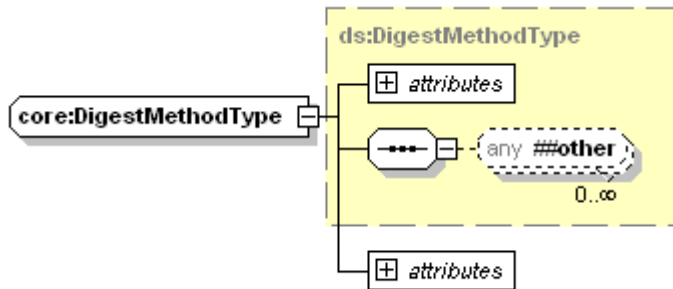 ds:DigestMethodType
attributes
core:DigestMethodType
any ##other
0..∞
attributes